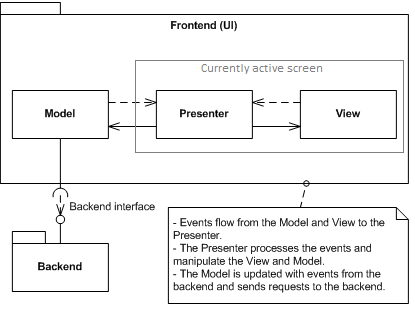 Frontend (UI)
Currently active screen
Model
Presenter
View
Backend interface
Backend
- Events flow from the Model and View to the
Presenter.
- The Presenter processes the events and
manipulate the View and Model.
- The Model is updated with events from the
backend and sends requests to the backend.